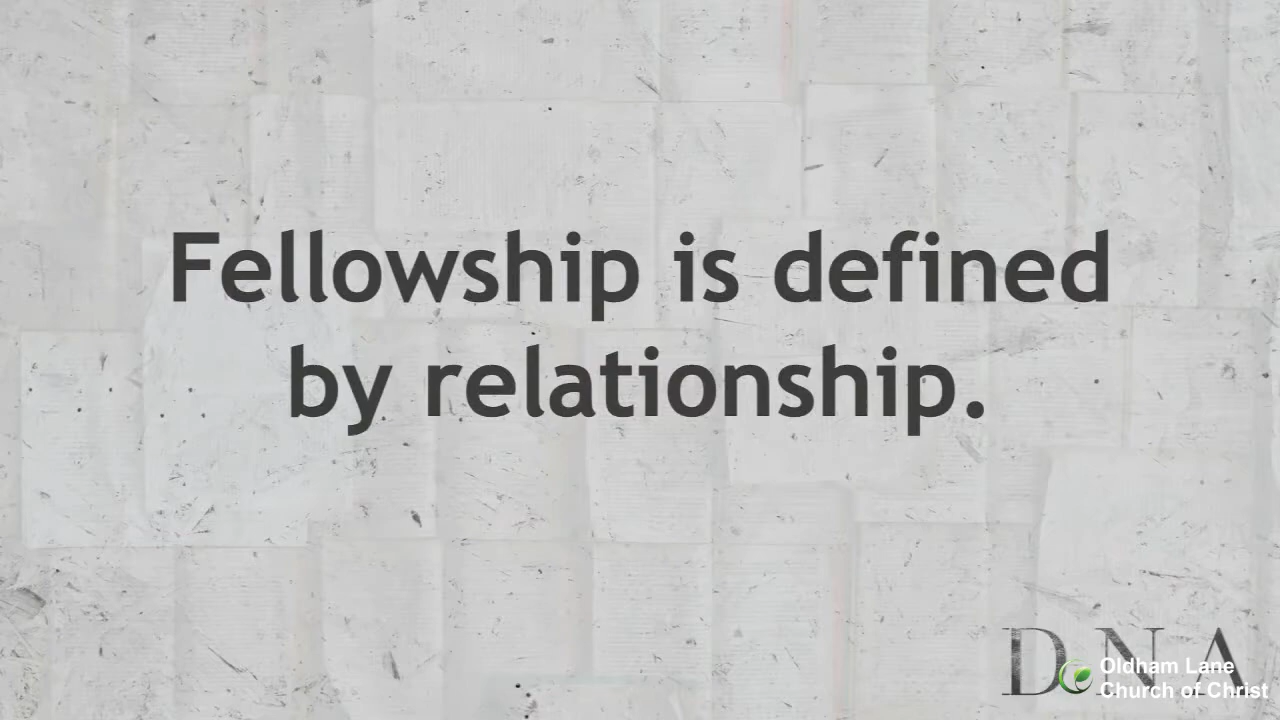 Fellowship is defined
by relationship.
DNA
Oldham Lane
Church of Christ